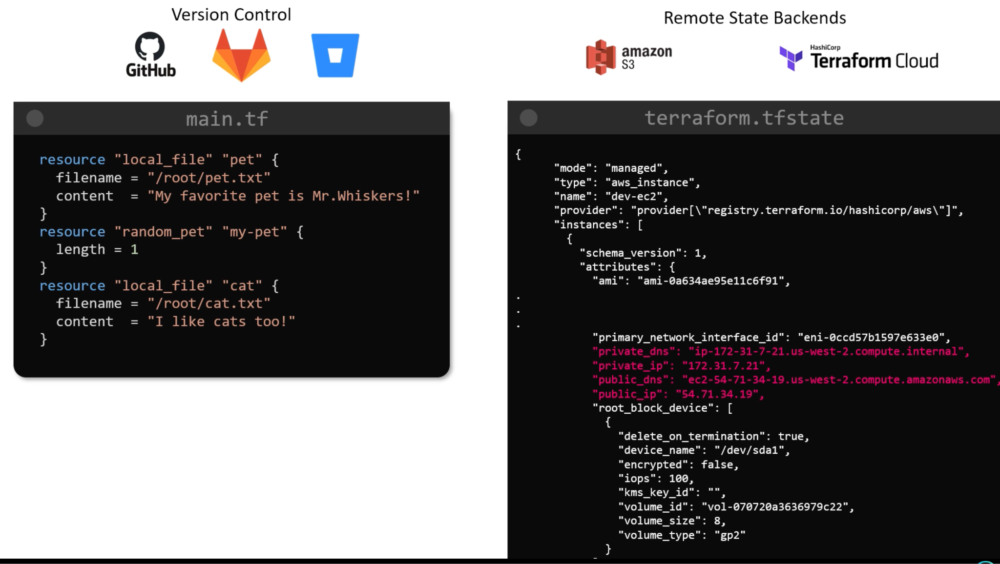 Version Control
GitHub
main.tf
resource "local_file" "pet" {
  filename = "/root/pet.txt"
  content  = "My favorite pet is Mr.Whiskers!"
}
resource "random_pet" "my-pet" {
  length = 1
}
resource "local_file" "cat" {
  filename = "/root/cat.txt"
  content  = "I like cats too!"
}
Remote State Backends
amazon
S3
HashiCorp
Terraform Cloud
terraform.tfstate
{
      "mode": "managed",
      "type": "aws_instance",
      "name": "dev-ec2",
      "provider": "provider[\"registry.terraform.io/hashicorp/aws\"]",
      "instances": [
        {
          "schema_version": 1,
          "attributes": {
            "ami": "ami-0a634ae95e11c6f91",
.
.
.
            "primary_network_interface_id": "eni-0ccd57b1597e633e0",
            "private_dns": "ip-172-31-7-21.us-west-2.compute.internal",
            "private_ip": "172.31.7.21",
            "public_dns": "ec2-54-71-34-19.us-west-2.compute.amazonaws.com",
            "public_ip": "54.71.34.19",
            "root_block_device": [
              {
                "delete_on_termination": true,
                "device_name": "/dev/sda1",
                "encrypted": false,
                "iops": 100,
                "kms_key_id": "",
                "volume_id": "vol-070720a3636979c22",
                "volume_size": 8,
                "volume_type": "gp2"
              }